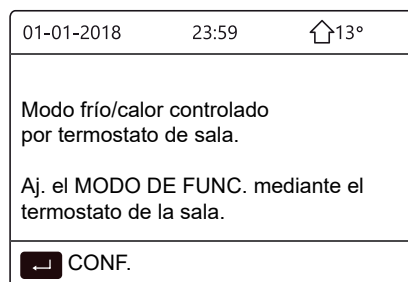 01-01-2018 23:59 13°
Modo frío/calor controlado
por termostato de sala.
Aj. el MODO DE FUNC. mediante el
termostato de la sala.
CONF.